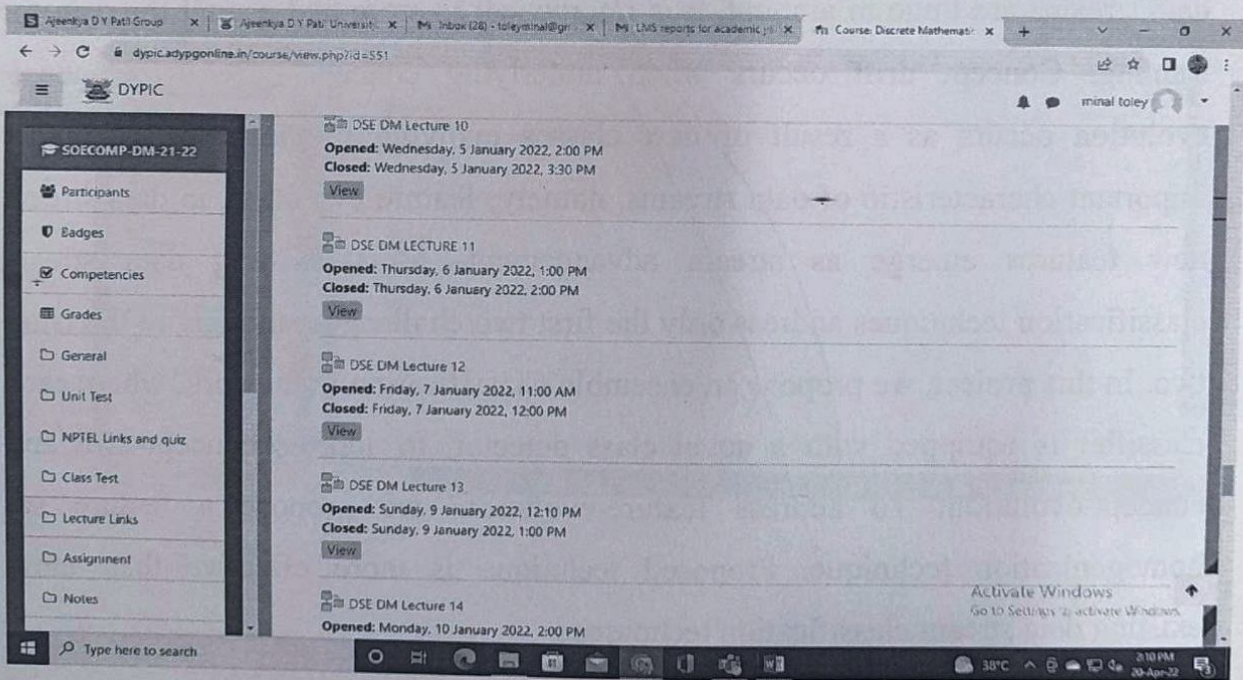 Ajeenkya D Y Patil Group
Ajeenkya D Y Patil Universit
Inbox (28) - toleyminal@gm
LMS reports for academic
Course: Discrete Mathemati
dypic.adypgonline.in/course/view.php?id=551
DYPIC
minal toley
SOECOMP-DM-21-22
Participants
Badges
Competencies
Grades
General
Unit Test
NPTEL Links and quiz
Class Test
Lecture Links
Assignment
Notes
DSE DM Lecture 10
Opened: Wednesday, 5 January 2022, 2:00 PM
Closed: Wednesday, 5 January 2022, 3:30 PM
View
DSE DM LECTURE 11
Opened: Thursday, 6 January 2022, 1:00 PM
Closed: Thursday, 6 January 2022, 2:00 PM
View
DSE DM Lecture 12
Opened: Friday, 7 January 2022, 11:00 AM
Closed: Friday, 7 January 2022, 12:00 PM
View
DSE DM Lecture 13
Opened: Sunday, 9 January 2022, 12:10 PM
Closed: Sunday, 9 January 2022, 1:00 PM
View
DSE DM Lecture 14
Opened: Monday, 10 January 2022, 2:00 PM
Activate Windows
Go to Settings to activate Windows.
Type here to search
38°C
2:10 PM
20-Apr-22